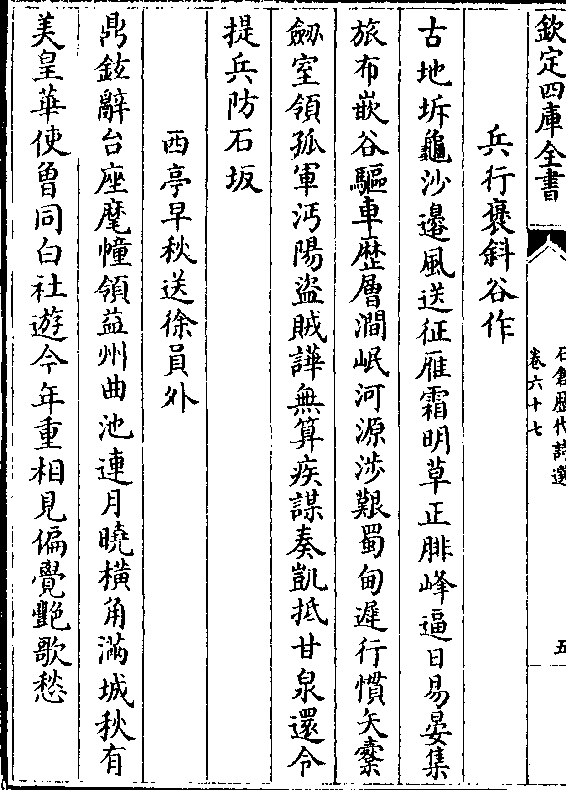 欽定四庫全書
石倉歷代詩選
卷六十七
五
兵行襃斜谷作
古地坼龜沙邉風送征雁霜明草正腓峰逼日易晏集
旅布嵌谷驅車歴層澗岷河源涉艱蜀甸遲行慣矢橐
劒室領孤軍沔陽盜賊譁無算疾謀奏凱抵甘泉還令
提兵防石坂
西亭早秋送徐員外
鼎鉉辭台座麾幢領益州曲池連月曉橫角滿城秋有
美皇華使曾同白社遊今年重相見偏覺艷歌愁